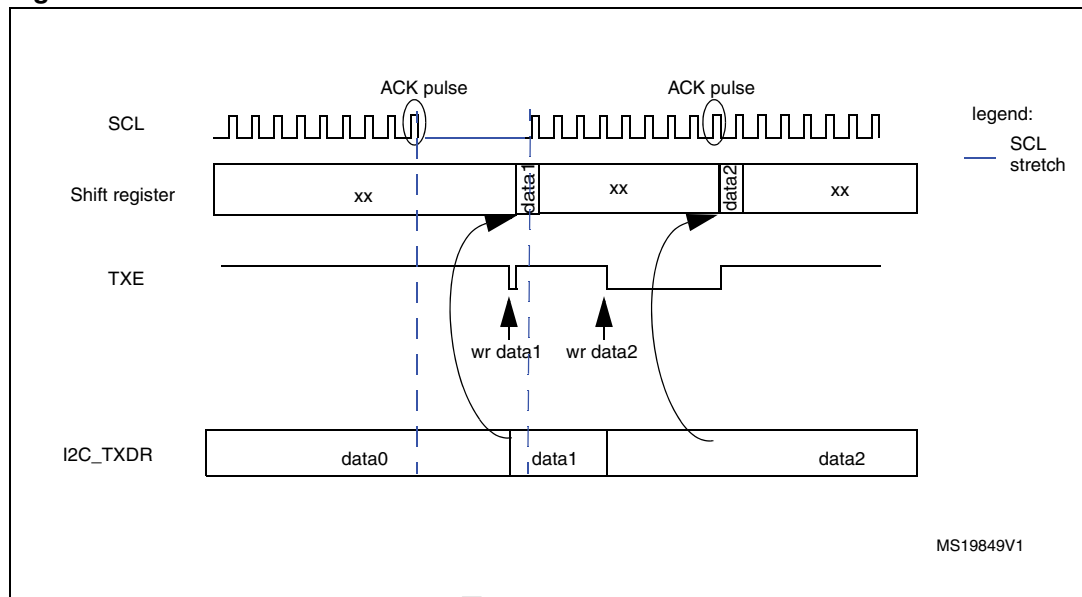 ACK pulse
ACK pulse
legend:
SCL
SCL
stretch
Shift register
xx
data1
xx
data2
xx
TXE
wr data1
wr data2
I2C_TXDR
data0
data1
data2
MS19849V1